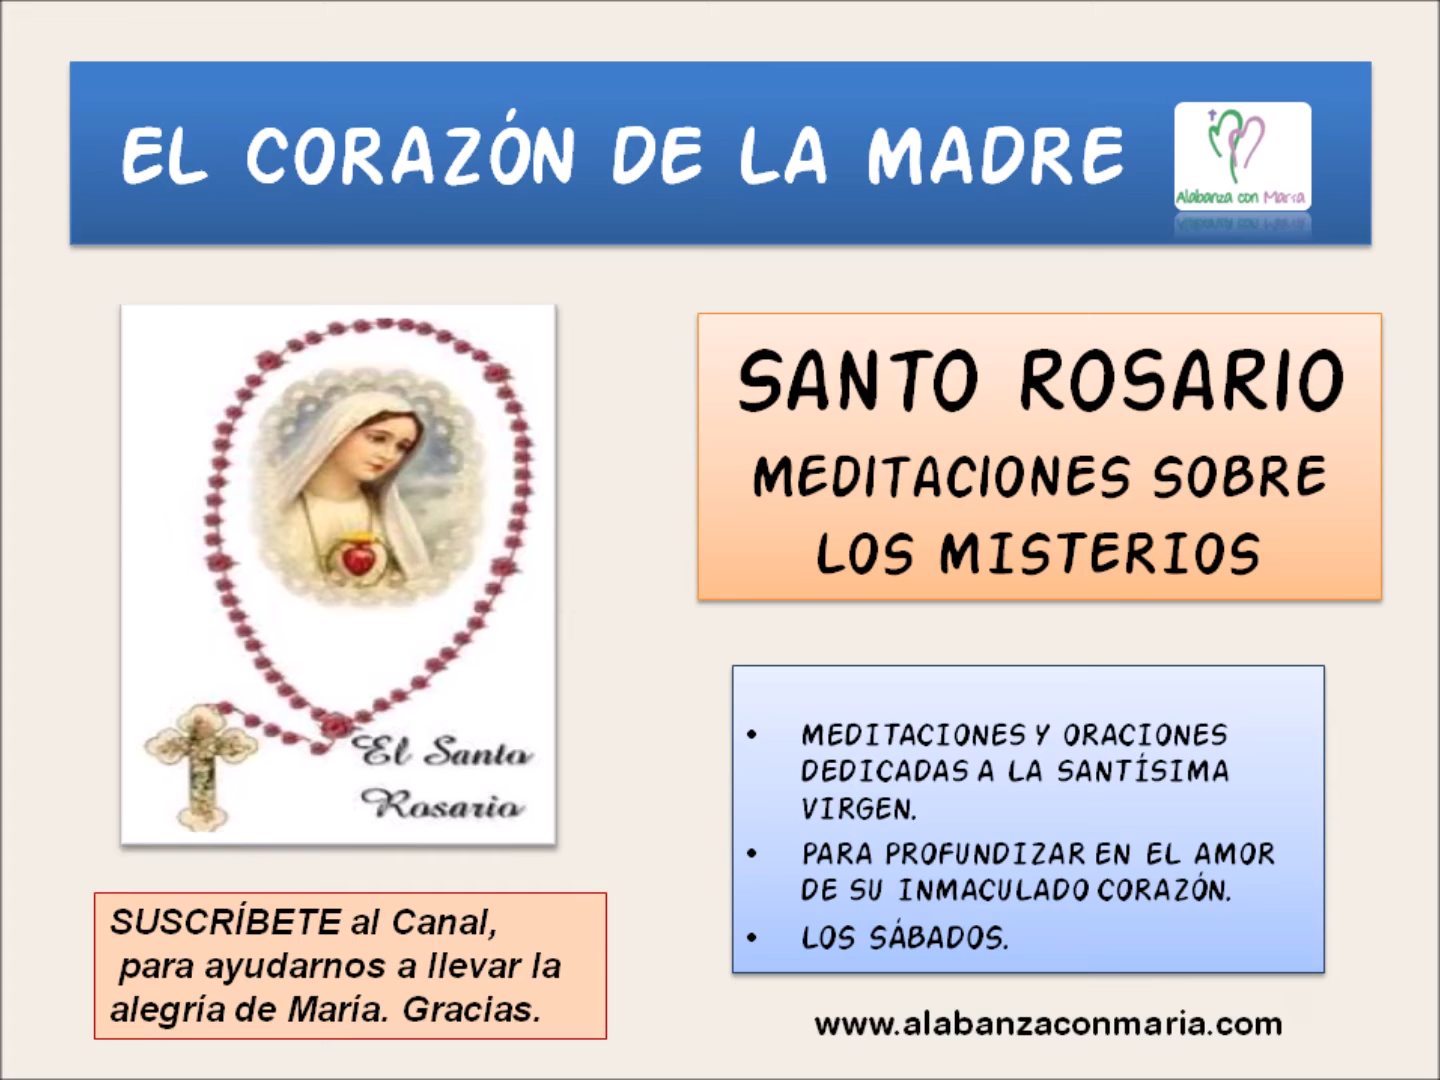 EL CORAZÓN DE LA MADRE
Alabanza con María
SANTO ROSARIO
MEDITACIONES SOBRE
LOS MISTERIOS
El Santo
Rosario
• MEDITACIONES Y ORACIONES
DEDICADAS A LA SANTÍSIMA
VIRGEN.
• PARA PROFUNDIZAR EN EL AMOR
DE SU INMACULADO CORAZÓN.
• LOS SÁBADOS.
SUSCRÍBETE al Canal,
para ayudarnos a llevar la
alegría de María. Gracias.
www.alabanzaconmaria.com